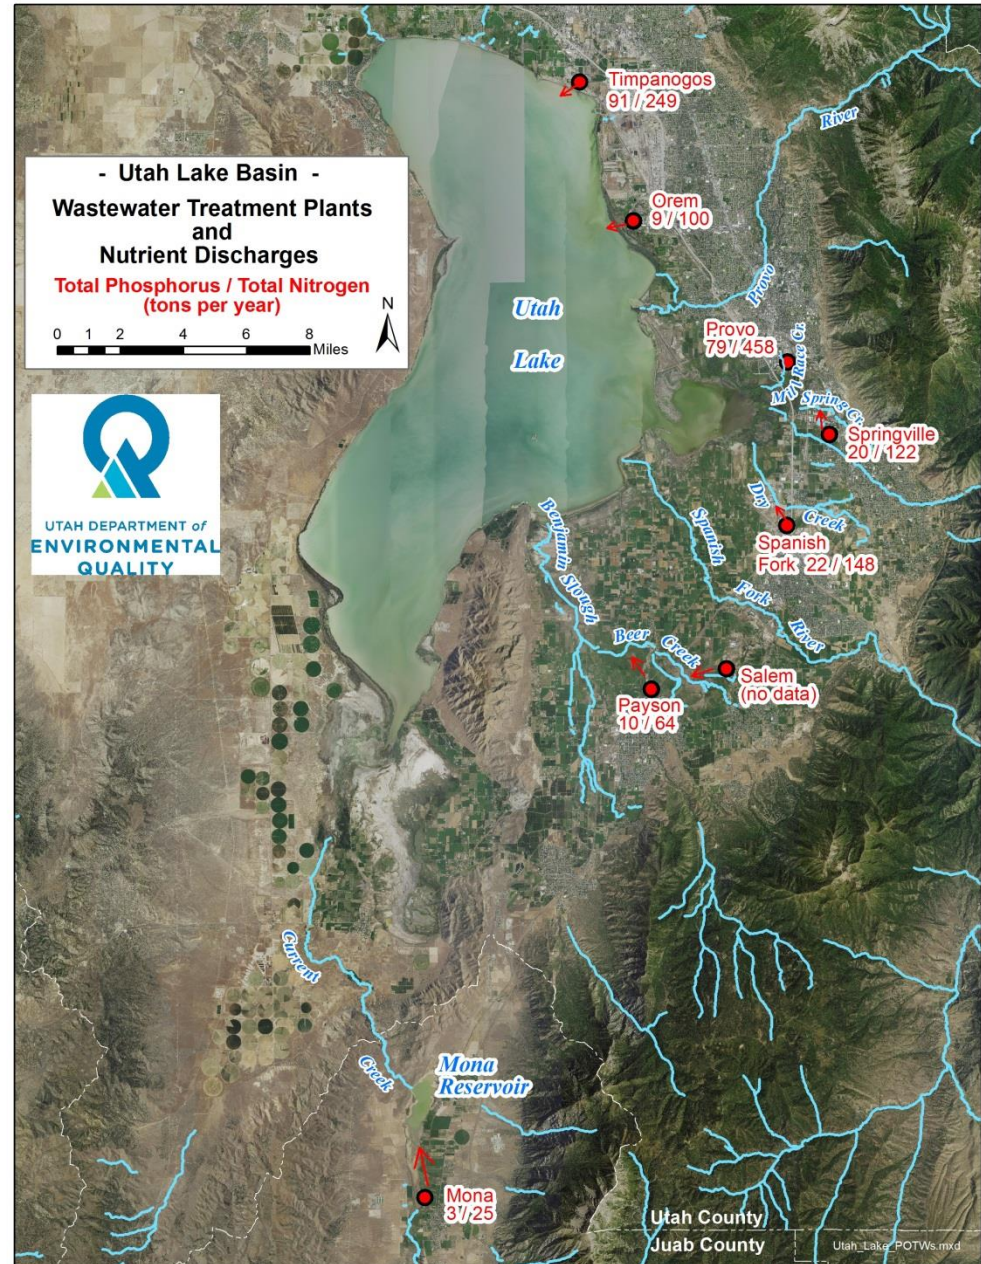 - Utah Lake Basin -
Wastewater Treatment Plants
and
Nutrient Discharges
Total Phosphorus / Total Nitrogen
(tons per year)
N
0 1 2 4 6 8
Miles
UTAH DEPARTMENT of
ENVIRONMENTAL
QUALITY
Timpanogos
91 / 249
River
Orem
9 / 100
Utah
Lake
Provo
Provo
79 / 458
Mill Race Cr.
Spring Cr.
Springville
20 / 122
Dry
Creek
Spanish
Fork 22 / 148
Benjamin
Slough
Spanish
Fork
River
Beer
Creek
Salem
(no data)
Payson
10 / 64
Current
Creek
Mona
Reservoir
Mona
3 / 25
Utah County
Juab County
Utah_Lake_POTWs.mxd